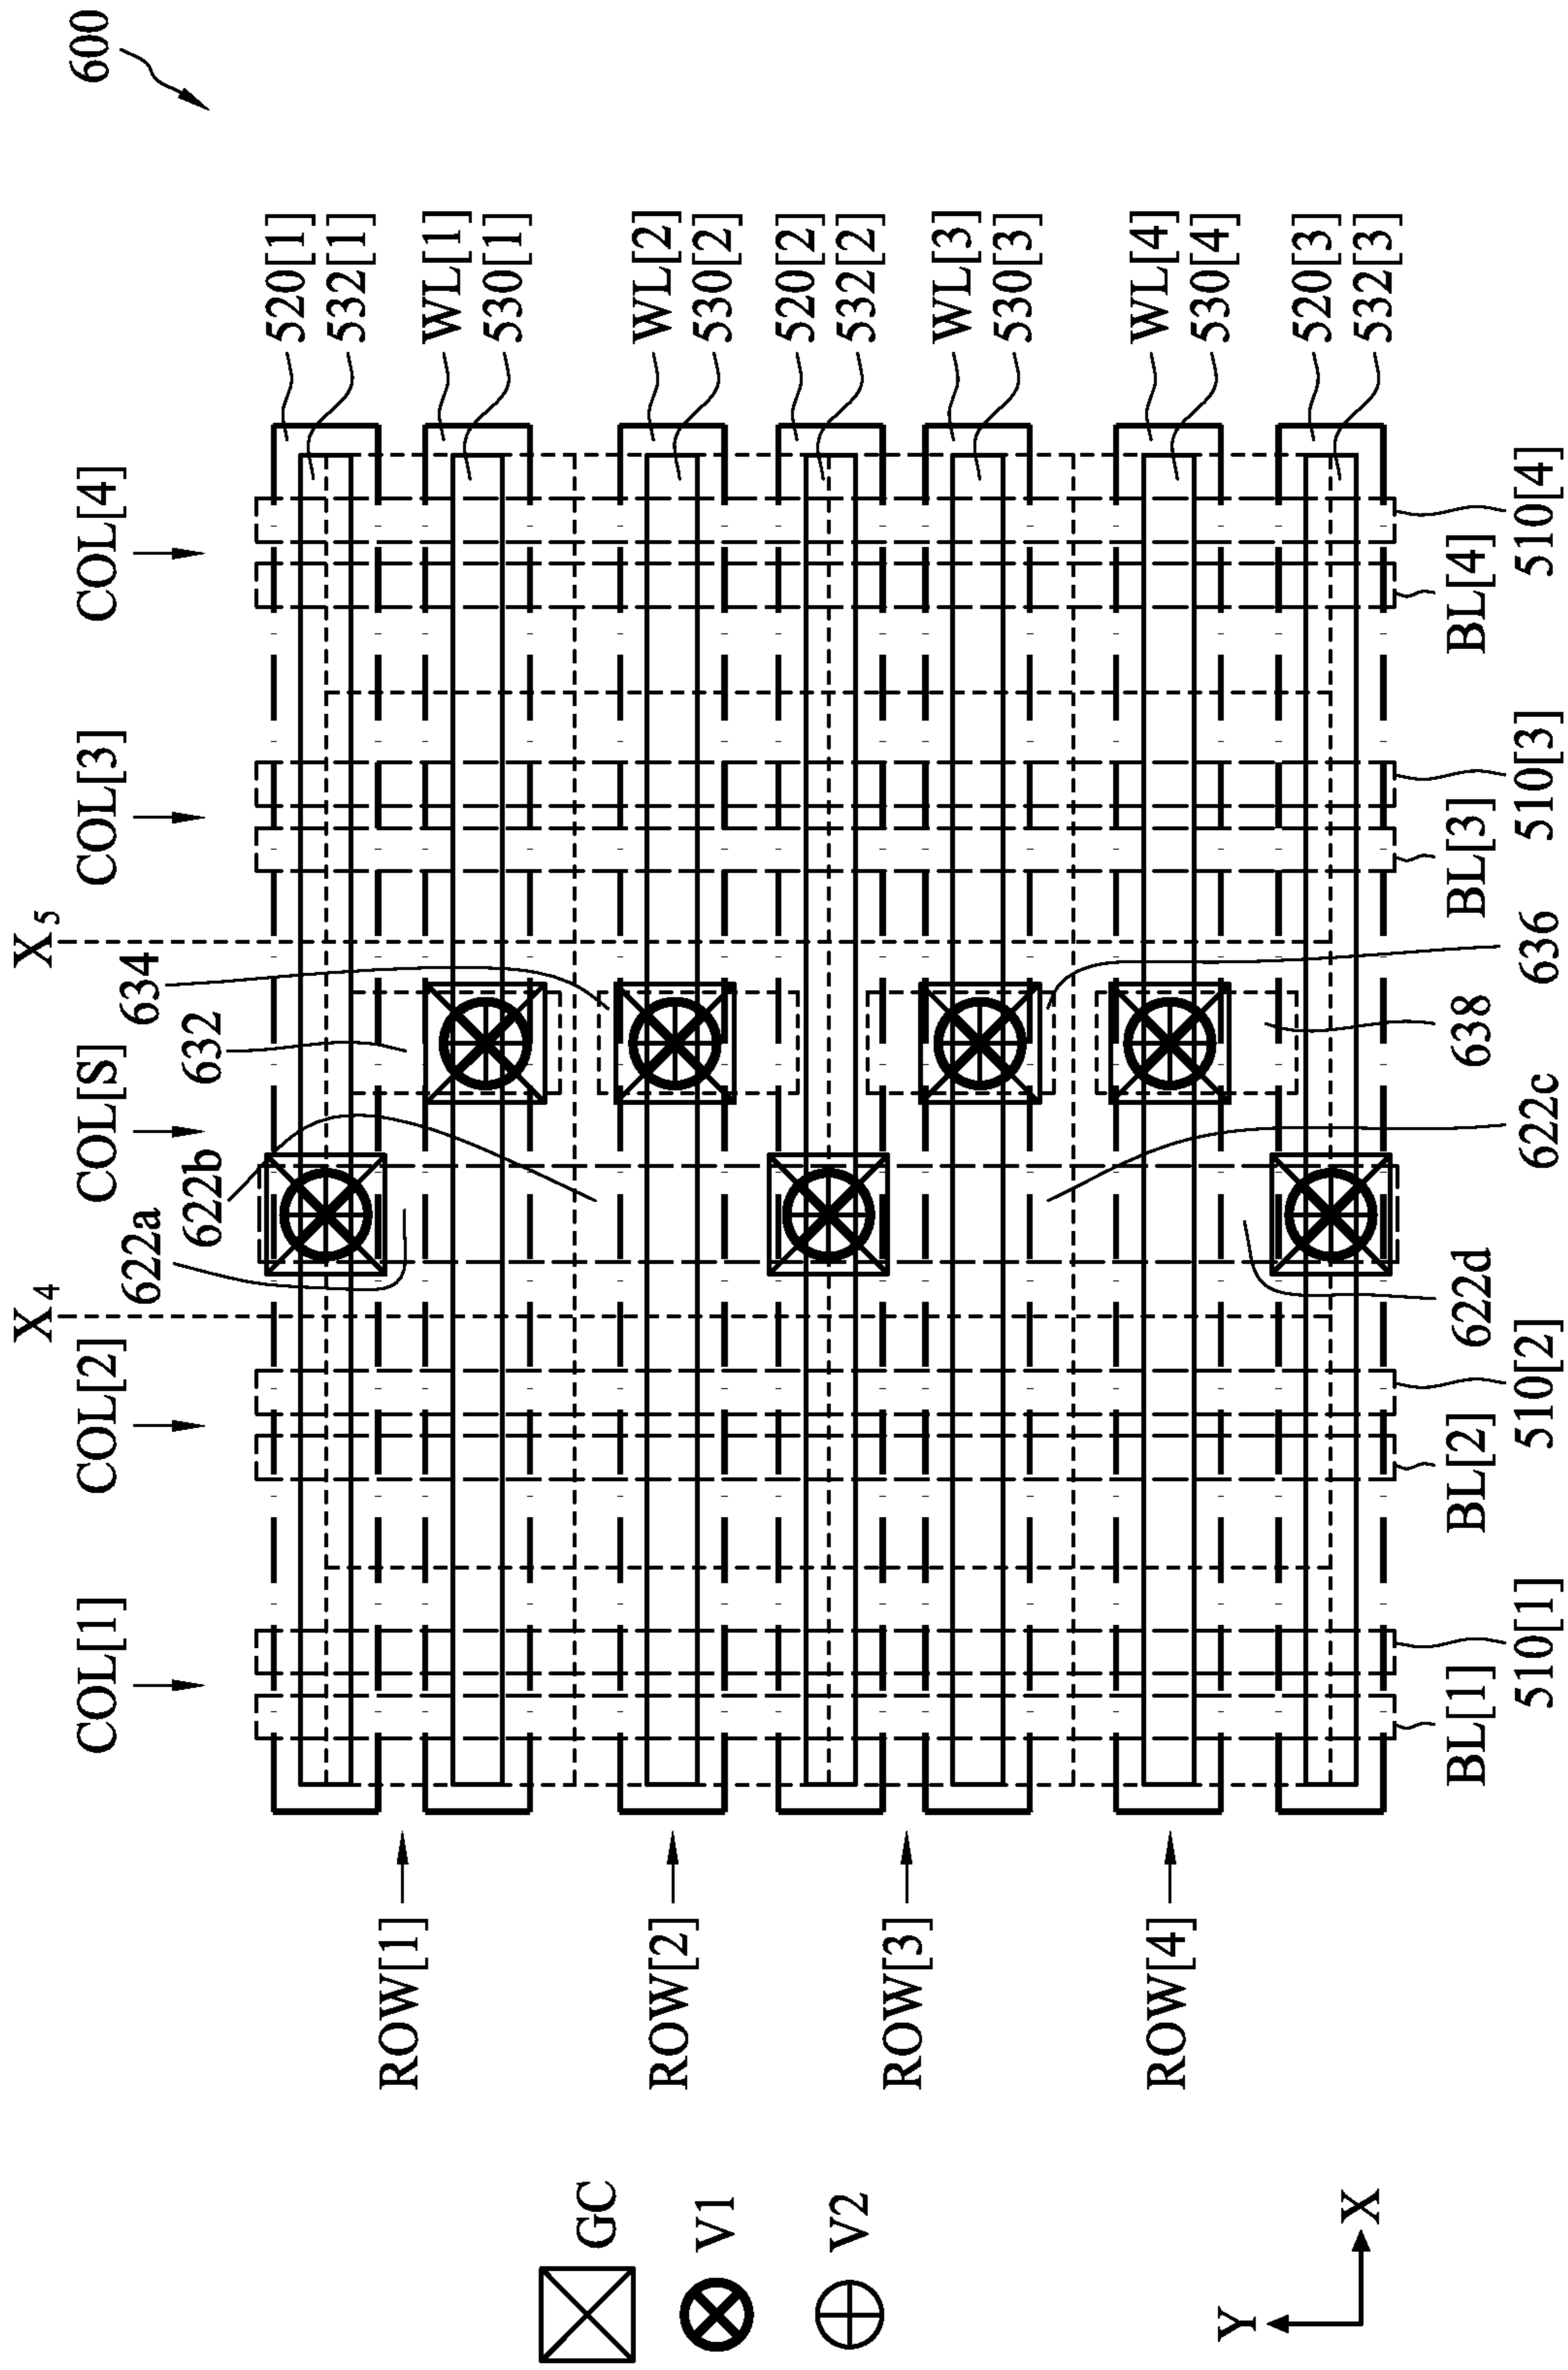 600
COL[1]
COL[2]
X4
COL[S]
X5
COL[3]
COL[4]
622a
622b
632
634
520[1]
532[1]
WL[1]
530[1]
WL[2]
530[2]
520[2]
532[2]
WL[3]
530[3]
WL[4]
530[4]
520[3]
532[3]
ROW[1]
ROW[2]
ROW[3]
ROW[4]
BL[1]
510[1]
BL[2]
510[2]
622d
622c
638
636
BL[3]
510[3]
BL[4]
510[4]
GC
V1
V2
Y
X